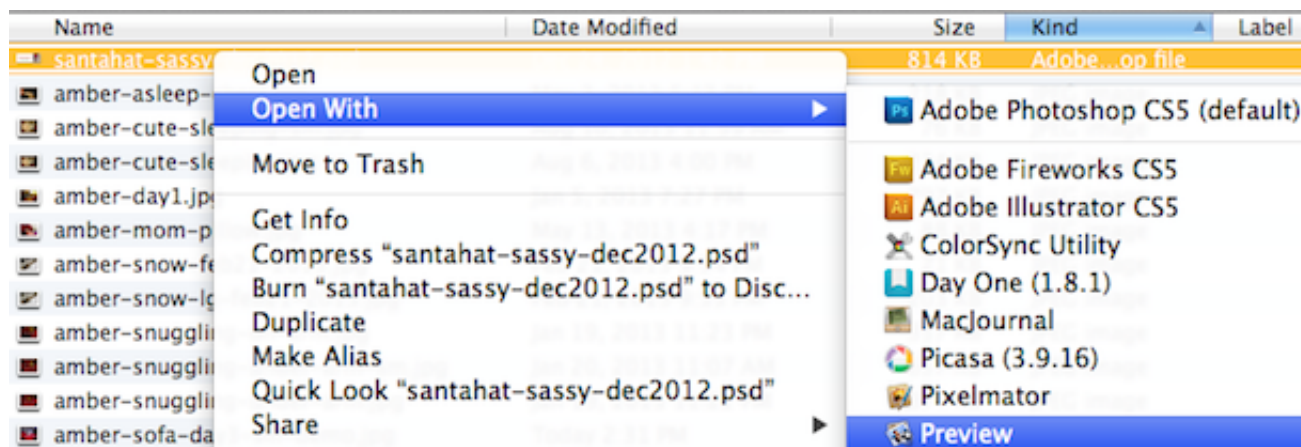 Name Date Modified Size Kind Label
santahat-sassy 814 KB Adobe...op file
Open
amber-asleep-
Open With Adobe Photoshop CS5 (default)
amber-cute-sle
amber-cute-sle Move to Trash Adobe Fireworks CS5
amber-day1.jpg Adobe Illustrator CS5
Get Info
amber-mom-p ColorSync Utility
Compress “santahat-sassy-dec2012.psd”
amber-snow-fe Day One (1.8.1)
Burn “santahat-sassy-dec2012.psd” to Disc...
amber-snow-lg
Duplicate MacJournal
amber-snuggling
Make Alias Picasa (3.9.16)
amber-snugglin
Quick Look “santahat-sassy-dec2012.psd” Pixelmator
amber-snugglin
Share Preview
amber-sofa-da